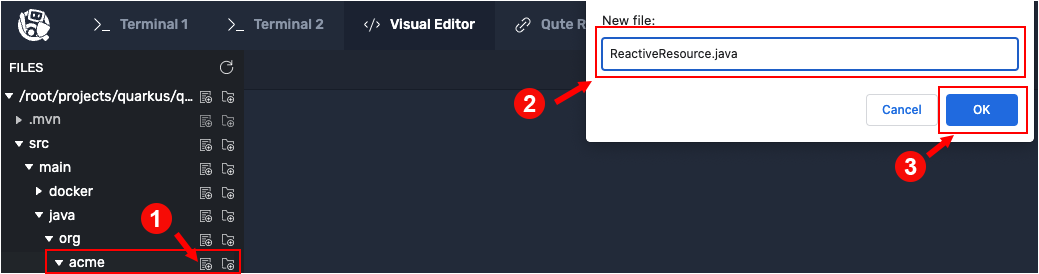 Terminal 1
Terminal 2
Visual Editor
Qute R
New file:
ReactiveResource.java
Cancel
OK
FILES
/root/projects/quarkus/q...
.mvn
src
main
docker
java
org
acme
1
2
3